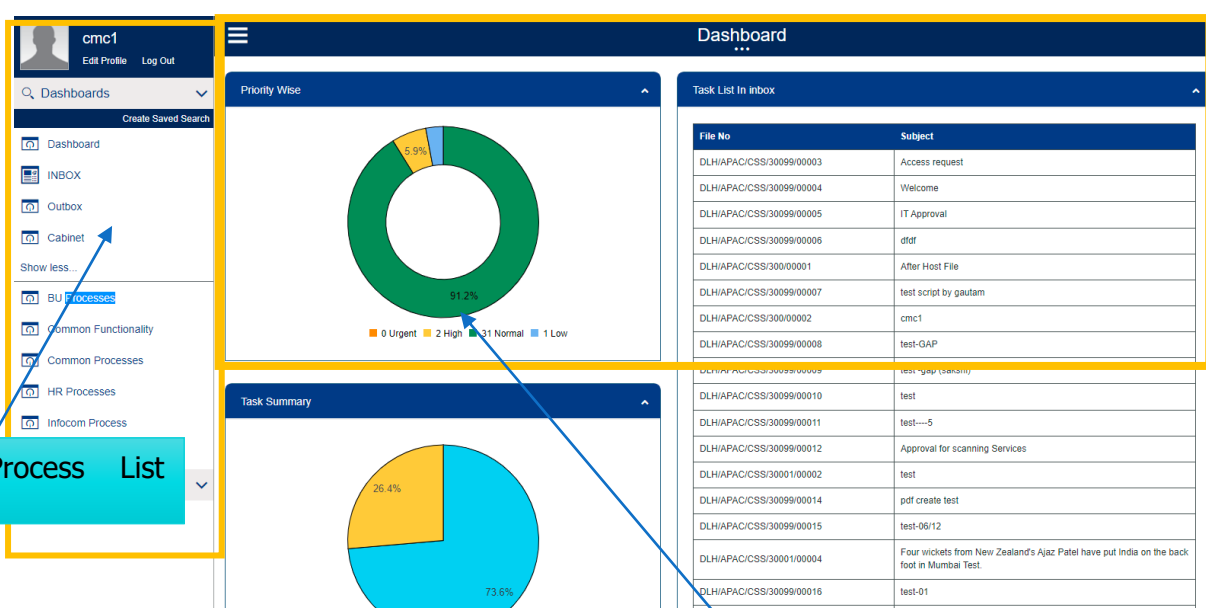 cmc1
Edit Profile Log Out
Dashboards
Create Saved Search
Dashboard
INBOX
Outbox
Cabinet
Show less...
BU Processes
Common Functionality
Common Processes
HR Processes
Infocom Process
Process List
Dashboard
Priority Wise
5.9%
91.2%
0 Urgent 2 High 31 Normal 1 Low
Task Summary
26.4%
73.6%
Task List In inbox
File No Subject
DLH/APAC/CSS/30099/00003 Access request
DLH/APAC/CSS/30099/00004 Welcome
DLH/APAC/CSS/30099/00005 IT Approval
DLH/APAC/CSS/30099/00006 dfdf
DLH/APAC/CSS/300/00001 After Host File
DLH/APAC/CSS/30099/00007 test script by gautam
DLH/APAC/CSS/300/00002 cmc1
DLH/APAC/CSS/30099/00008 test-GAP
DLH/APAC/CSS/30099/00009 test -gap (sakshi)
DLH/APAC/CSS/30099/00010 test
DLH/APAC/CSS/30099/00011 test----5
DLH/APAC/CSS/30099/00012 Approval for scanning Services
DLH/APAC/CSS/30001/00002 test
DLH/APAC/CSS/30099/00014 pdf create test
DLH/APAC/CSS/30099/00015 test-06/12
DLH/APAC/CSS/30001/00004 Four wickets from New Zealand's Ajaz Patel have put India on the back
foot in Mumbai Test.
DLH/APAC/CSS/30099/00016 test-01